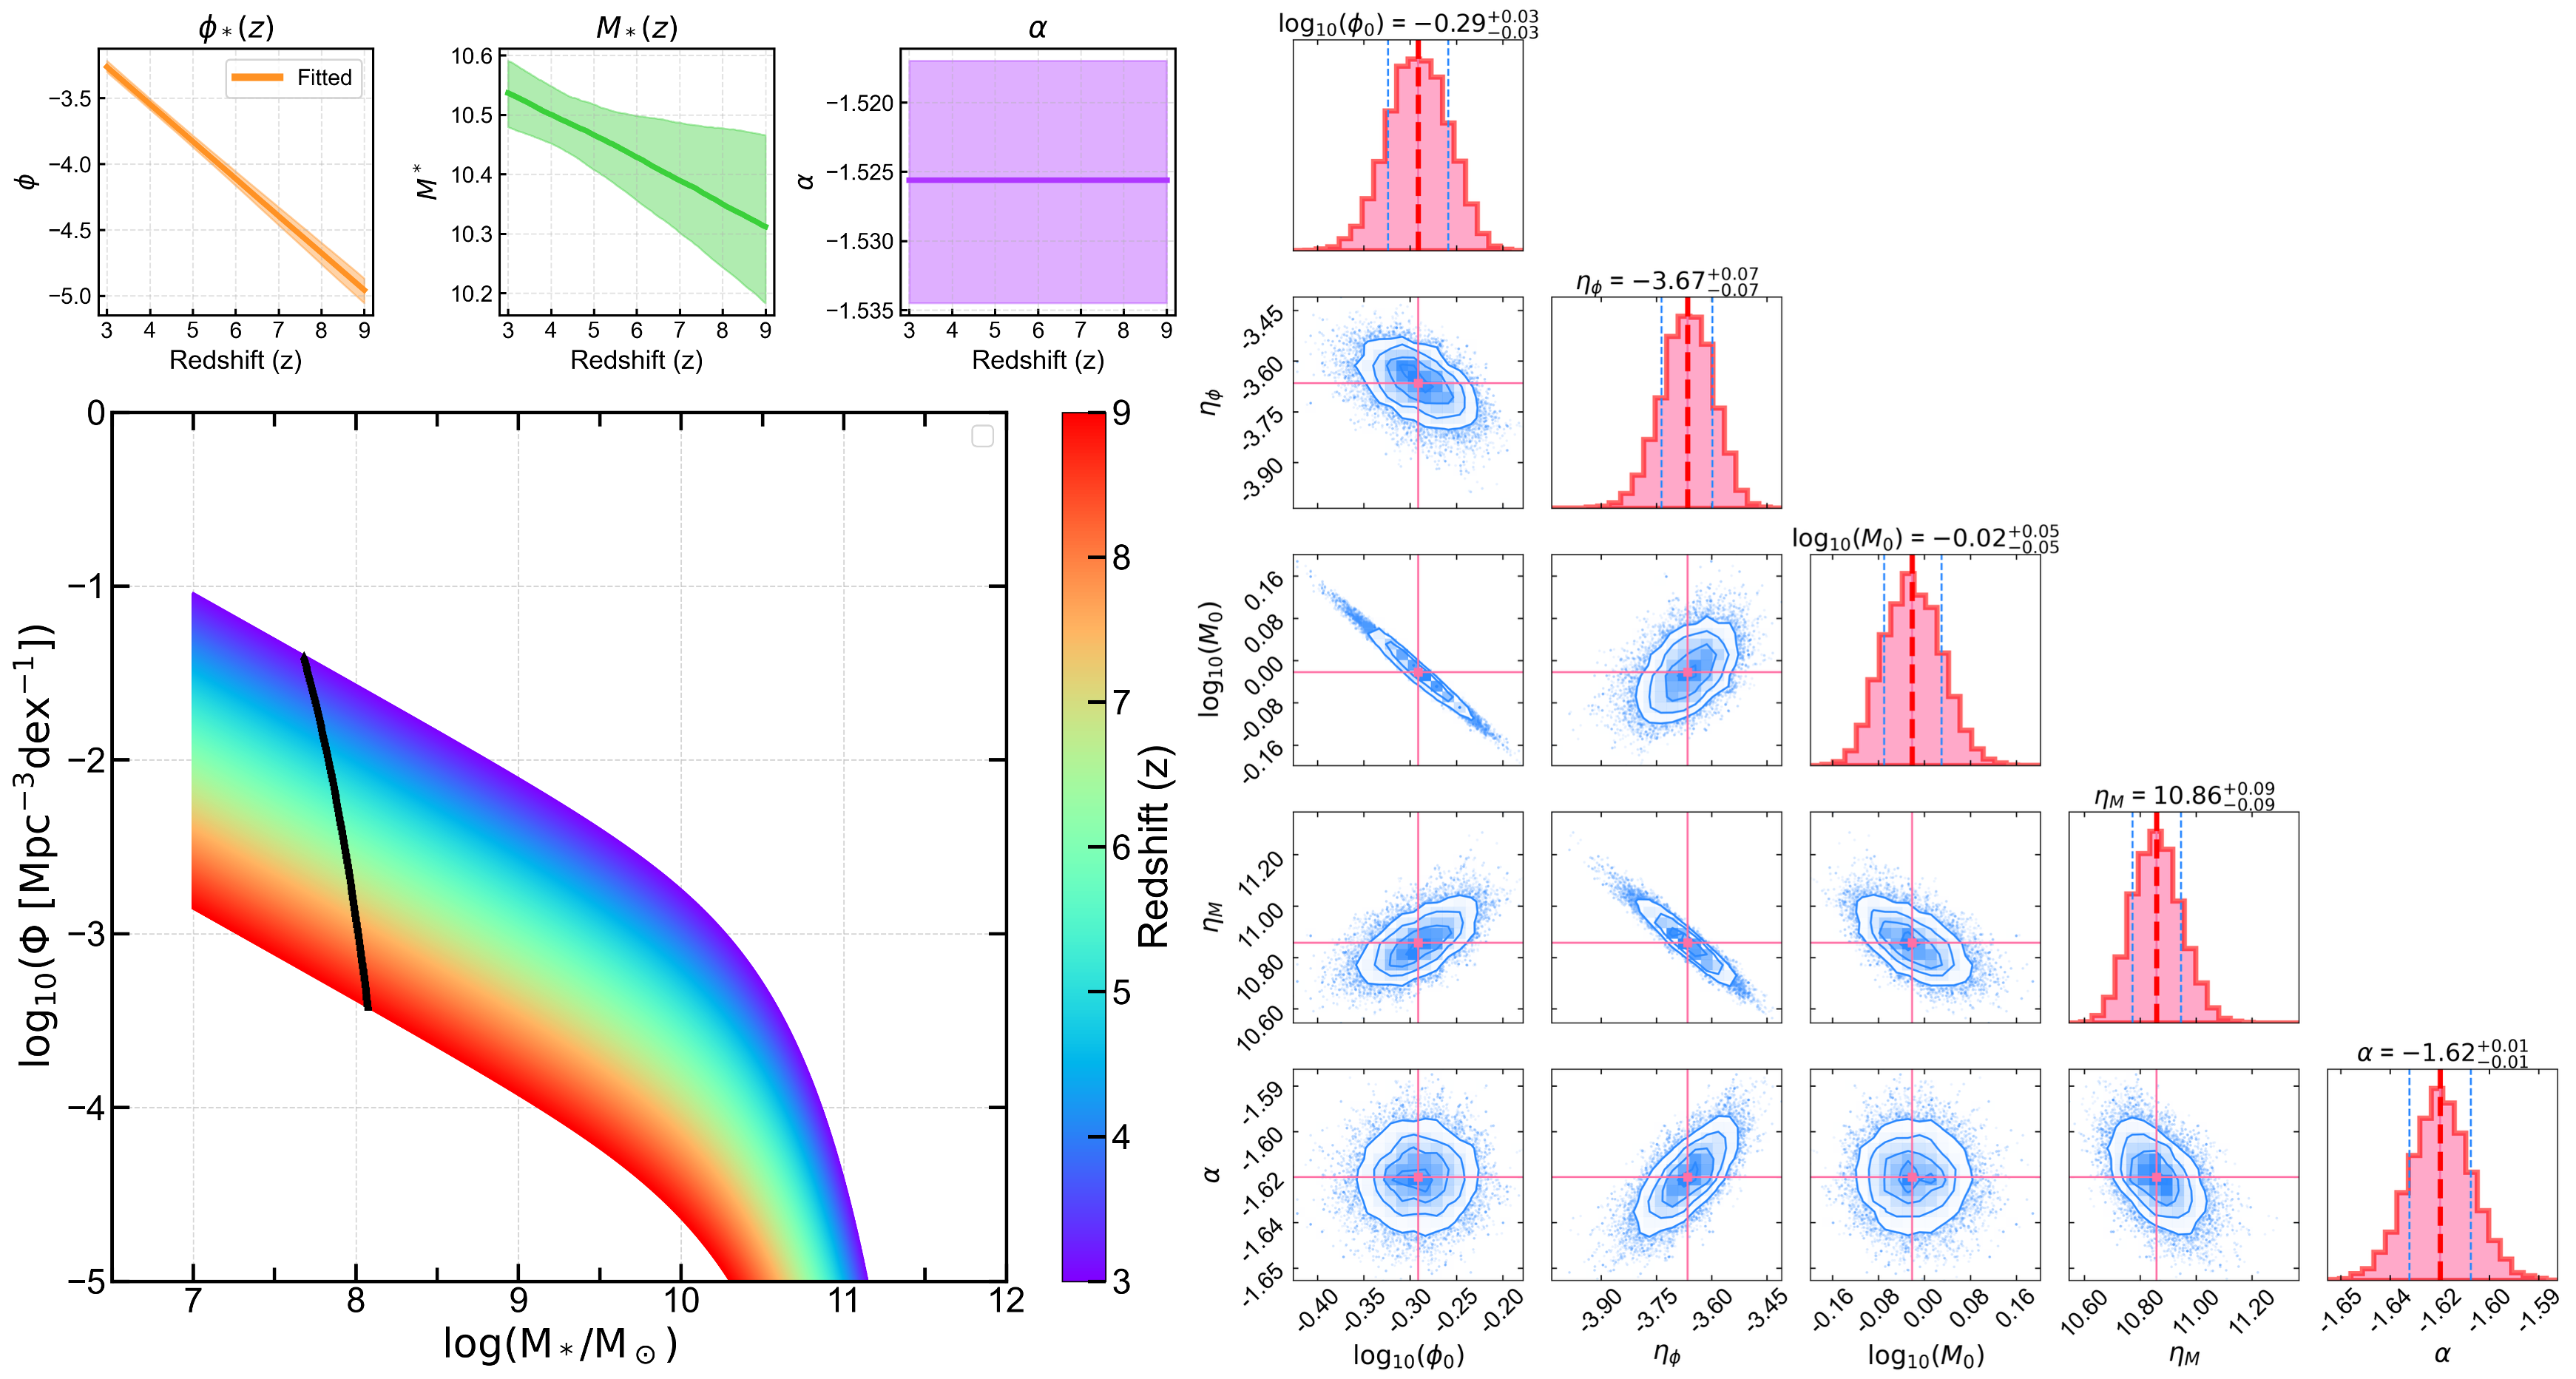 ϕ∗(z)
−3.5
−4.0
−4.5
−5.0
ϕ
Fitted
3 4 5 6 7 8 9
Redshift (z)
M∗(z)
10.6
10.5
10.4
10.3
10.2
M*
3 4 5 6 7 8 9
Redshift (z)
α
−1.520
−1.525
−1.530
−1.535
α
3 4 5 6 7 8 9
Redshift (z)
0
−1
−2
−3
−4
−5
log₁₀(Φ [Mpc⁻³dex⁻¹])
7 8 9 10 11 12
log(M∗/M⊙)
9
8
7
6
5
4
3
Redshift (z)
log₁₀(ϕ₀) = −0.29 +0.03 −0.03
ηϕ = −3.67 +0.07 −0.07
-3.45
-3.60
-3.75
-3.90
ηϕ
log₁₀(M₀) = −0.02 +0.05 −0.05
0.16
0.08
0.00
-0.08
-0.16
log₁₀(M₀)
ηM = 10.86 +0.09 −0.09
11.20
11.00
10.80
10.60
ηM
α = −1.62 +0.01 −0.01
-1.59
-1.60
-1.62
-1.64
-1.65
α
-0.40 -0.35 -0.30 -0.25 -0.20
log₁₀(ϕ₀)
-3.90 -3.75 -3.60 -3.45
ηϕ
-0.16 -0.08 0.00 0.08 0.16
log₁₀(M₀)
10.60 10.80 11.00 11.20
ηM
-1.65 -1.64 -1.62 -1.60 -1.59
α